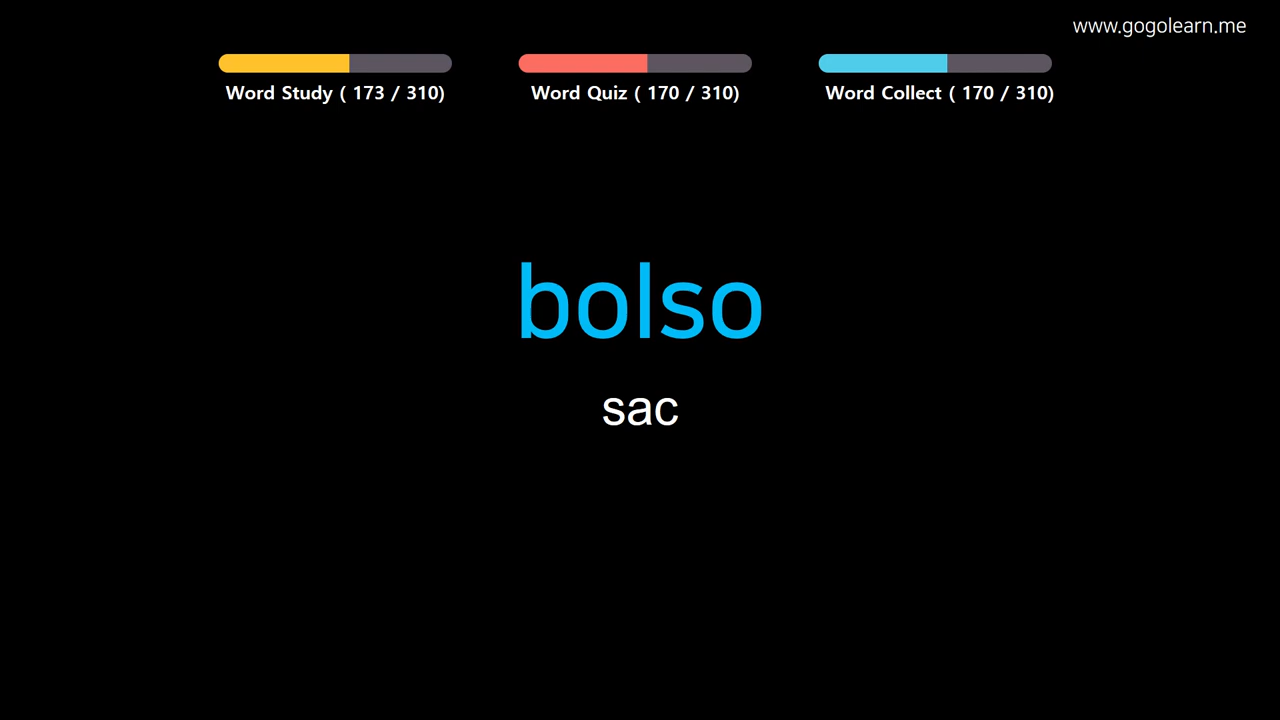 www.gogolearn.me
Word Study ( 173 / 310)
Word Quiz ( 170 / 310)
Word Collect ( 170 / 310)
bolso
sac